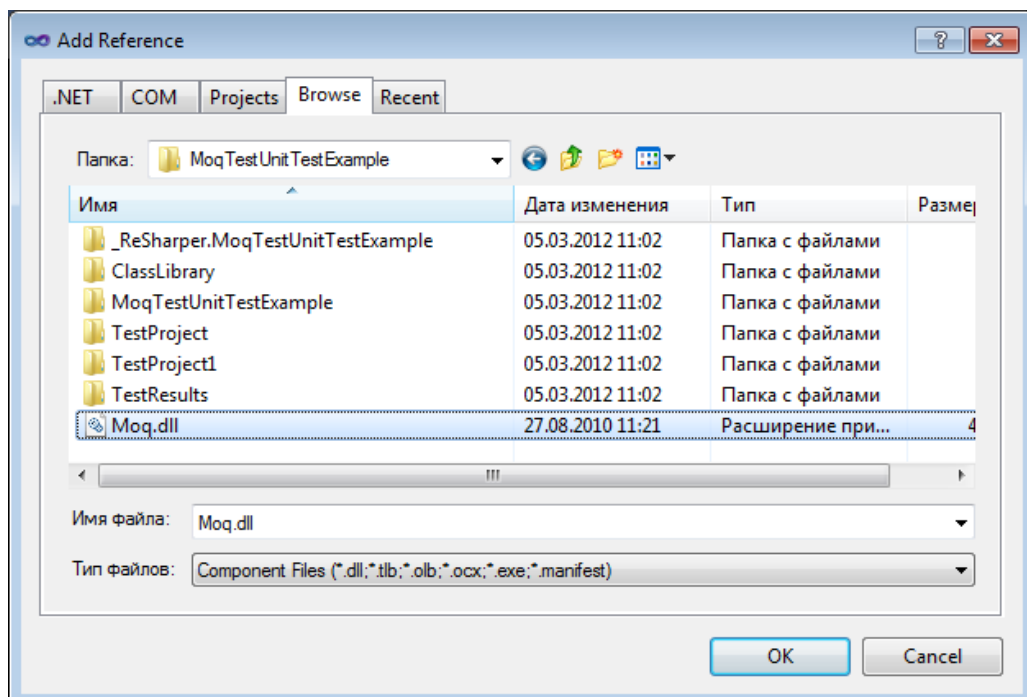 Add Reference
.NET COM Projects Browse Recent
Папка: MoqTestUnitTestExample
Имя Дата изменения Тип Размер
_ReSharper.MoqTestUnitTestExample 05.03.2012 11:02 Папка с файлами
ClassLibrary 05.03.2012 11:02 Папка с файлами
MoqTestUnitTestExample 05.03.2012 11:02 Папка с файлами
TestProject 05.03.2012 11:02 Папка с файлами
TestProject1 05.03.2012 11:02 Папка с файлами
TestResults 05.03.2012 11:02 Папка с файлами
Moq.dll 27.08.2010 11:21 Расширение при... 4
Имя файла: Moq.dll
Тип файлов: Component Files (*.dll;*.tlb;*.olb;*.ocx;*.exe;*.manifest)
OK Cancel